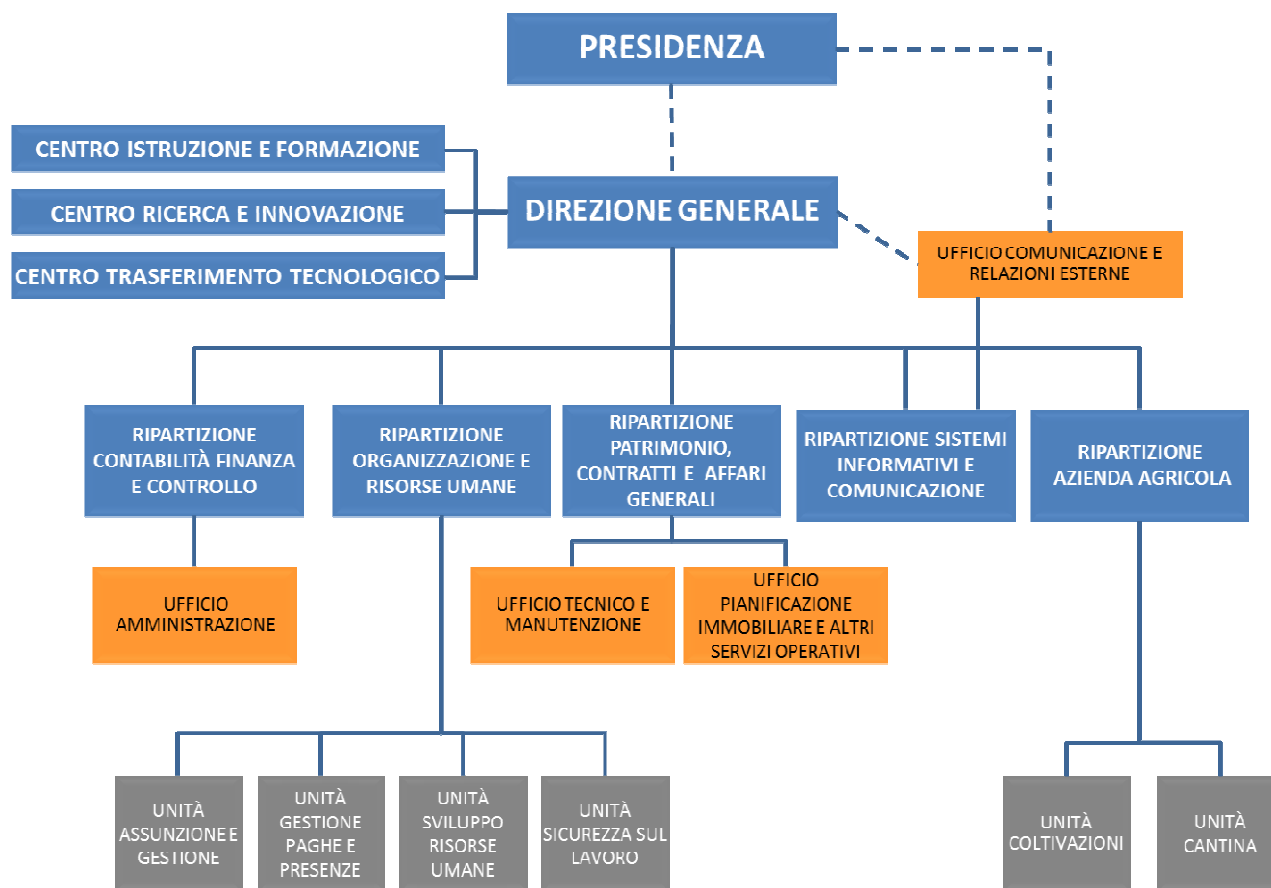 PRESIDENZA
CENTRO ISTRUZIONE E FORMAZIONE
CENTRO RICERCA E INNOVAZIONE
CENTRO TRASFERIMENTO TECNOLOGICO
DIREZIONE GENERALE
UFFICIO COMUNICAZIONE E
RELAZIONI ESTERNE
RIPARTIZIONE
CONTABILITÀ FINANZA
E CONTROLLO
RIPARTIZIONE
ORGANIZZAZIONE E
RISORSE UMANE
RIPARTIZIONE
PATRIMONIO,
CONTRATTI E AFFARI
GENERALI
RIPARTIZIONE SISTEMI
INFORMATIVI E
COMUNICAZIONE
RIPARTIZIONE
AZIENDA AGRICOLA
UFFICIO
AMMINISTRAZIONE
UFFICIO TECNICO E
MANUTENZIONE
UFFICIO
PIANIFICAZIONE
IMMOBILIARE E ALTRI
SERVIZI OPERATIVI
UNITÀ
ASSUNZIONE E
GESTIONE
UNITÀ
GESTIONE
PAGHE E
PRESENZE
UNITÀ
SVILUPPO
RISORSE
UMANE
UNITÀ
SICUREZZA SUL
LAVORO
UNITÀ
COLTIVAZIONI
UNITÀ
CANTINA